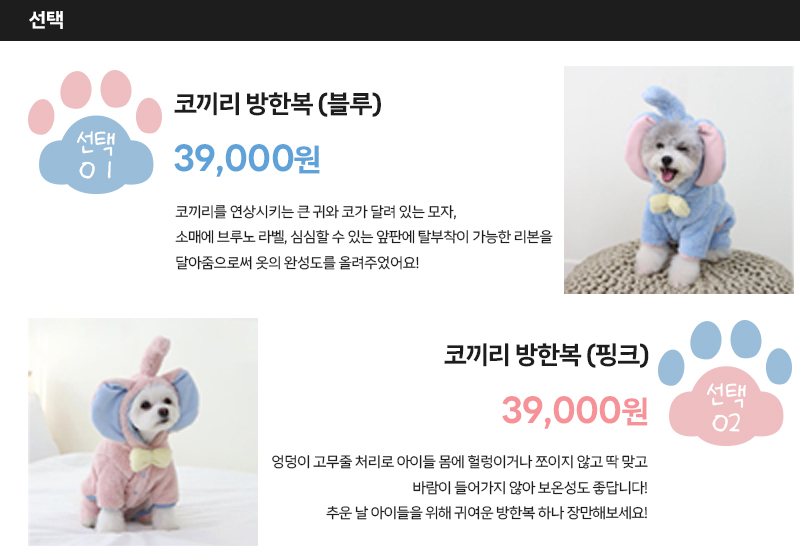 선택
선택
01
코끼리 방한복 (블루)
39,000원
코끼리를 연상시키는 큰 귀와 코가 달려 있는 모자,
소매에 브루노 라벨, 심심할 수 있는 앞판에 탈부착이 가능한 리본을
달아줌으로써 옷의 완성도를 올려주었어요!
코끼리 방한복 (핑크)
39,000원
선택
02
엉덩이 고무줄 처리로 아이들 몸에 헐렁이거나 쪼이지 않고 딱 맞고
바람이 들어가지 않아 보온성도 좋답니다!
추운 날 아이들을 위해 귀여운 방한복 하나 장만해보세요!